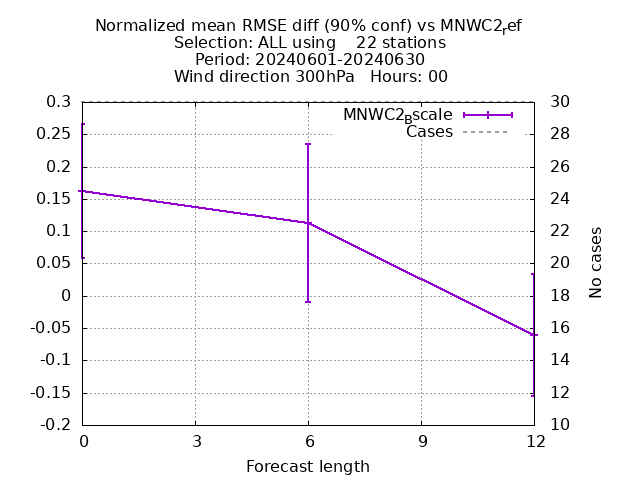 Normalized mean RMSE diff (90% conf) vs MNWC2ref
Selection: ALL using 22 stations
Period: 20240601-20240630
Wind direction 300hPa Hours: 00
0.3
0.25
0.2
0.15
0.1
0.05
0
-0.05
-0.1
-0.15
-0.2
MNWC2Bscale
Cases
30
28
26
24
22
20
18
16
14
12
10
No cases
0 3 6 9 12
Forecast length